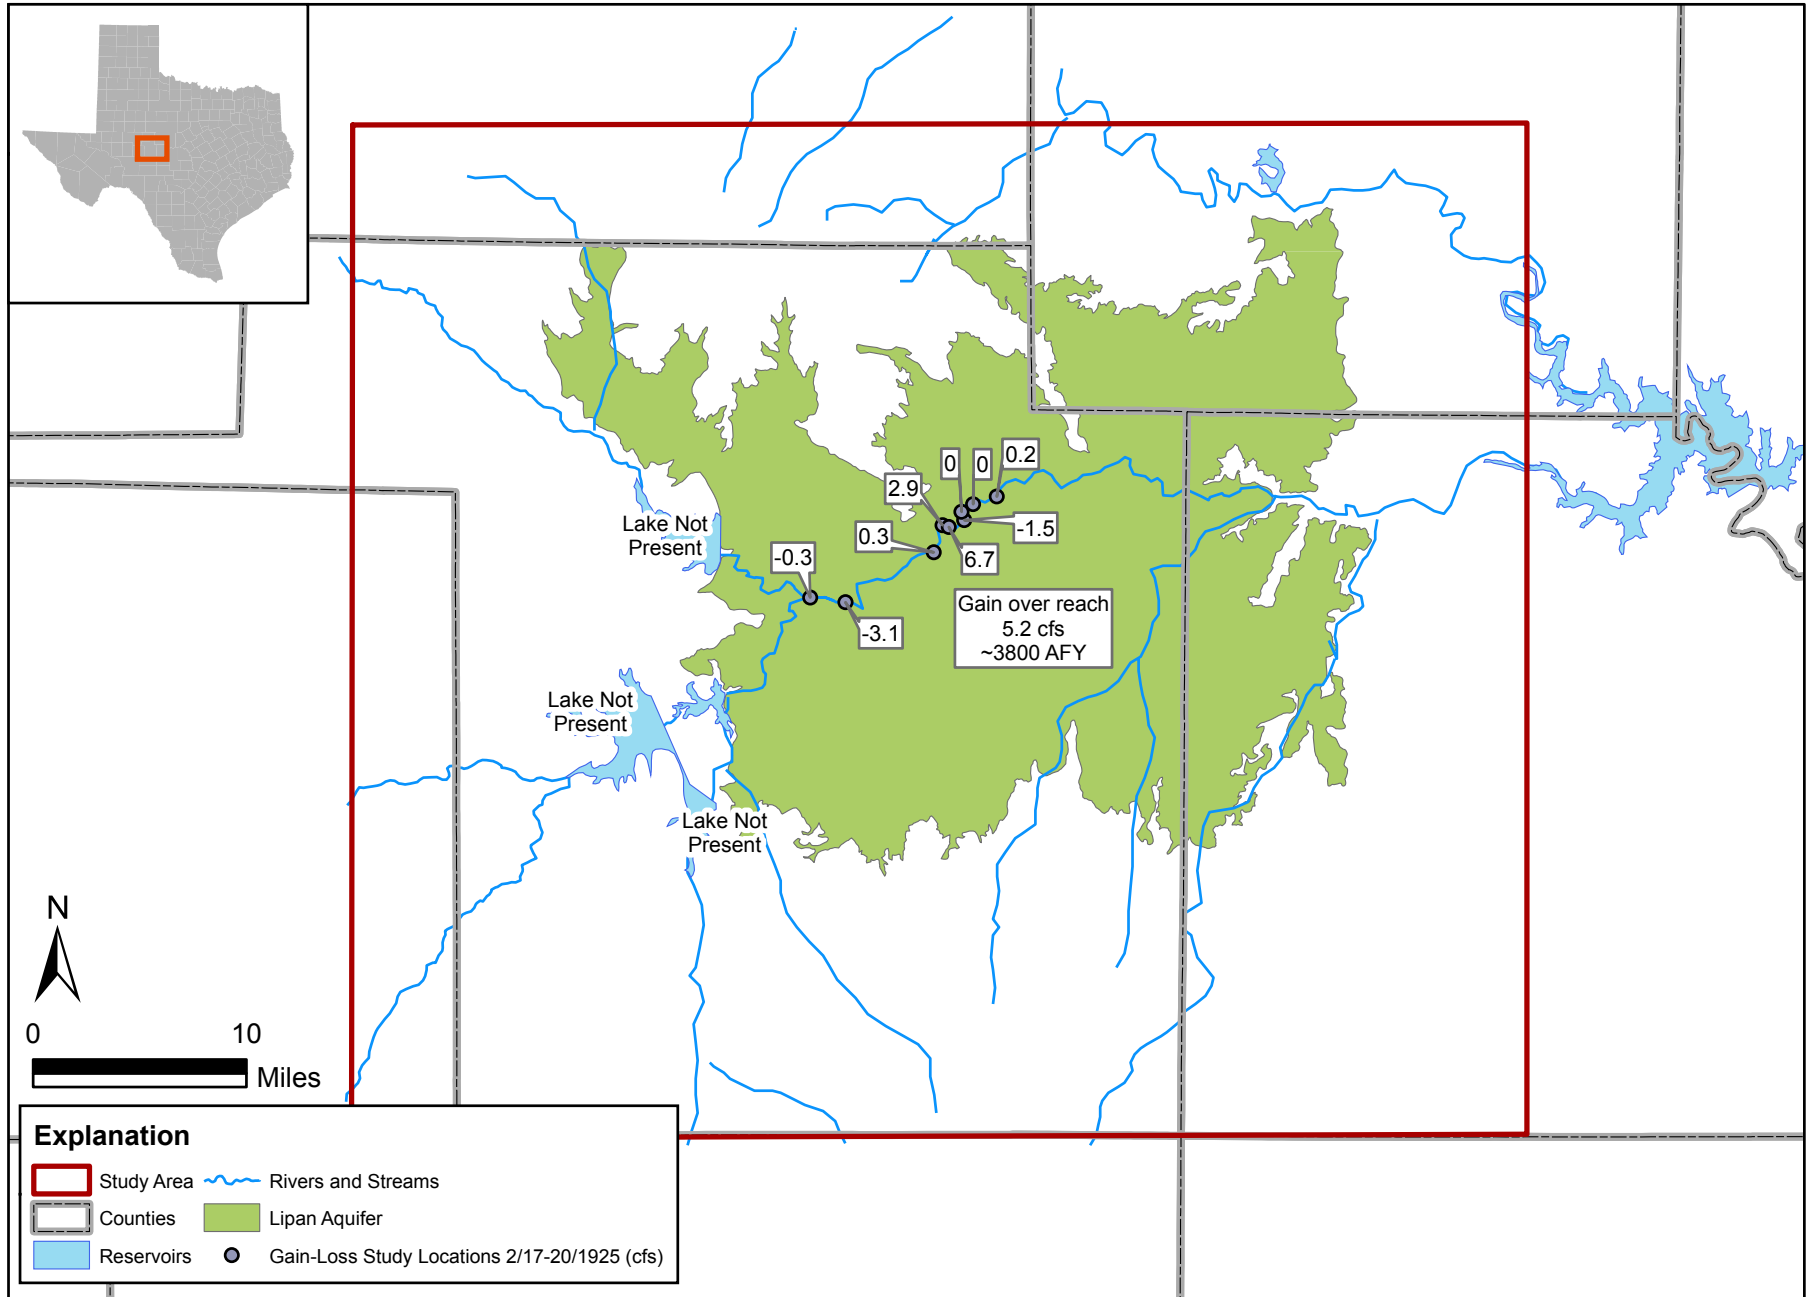 0
0
0.2
2.9
-1.5
Lake Not
Present
0.3
6.7
-0.3
Gain over reach
5.2 cfs
~3800 AFY
-3.1
Lake Not
Present
Lake Not
Present
N
0 10
Miles
Explanation
Study Area
Rivers and Streams
Counties
Lipan Aquifer
Reservoirs
Gain-Loss Study Locations 2/17-20/1925 (cfs)